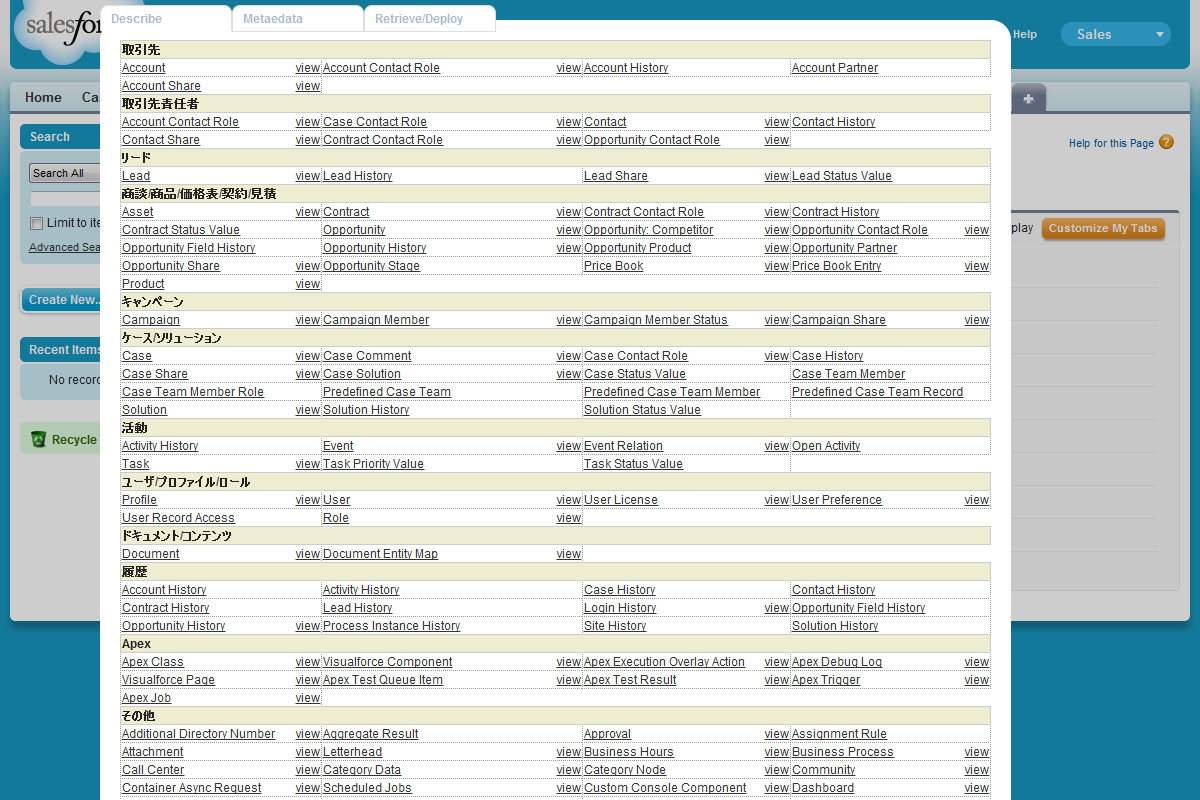 salesfor
Describe
Metaedata
Retrieve/Deploy
Help
Sales
Home Ca
Search
Search All
Limit to ite
Advanced Sea
Create New...
Recent Items
No record
Recycle
Help for this Page
play
Customize My Tabs
取引先
Account view Account Contact Role view Account History Account Partner
Account Share view
取引先責任者
Account Contact Role view Case Contact Role view Contact view Contact History
Contact Share view Contract Contact Role view Opportunity Contact Role view
リード
Lead view Lead History Lead Share view Lead Status Value
商談/商品/価格表/契約/見積
Asset view Contract view Contract Contact Role view Contract History
Contract Status Value Opportunity view Opportunity: Competitor view Opportunity Contact Role view
Opportunity Field History Opportunity History view Opportunity Product view Opportunity Partner
Opportunity Share view Opportunity Stage Price Book view Price Book Entry view
Product view
キャンペーン
Campaign view Campaign Member view Campaign Member Status view Campaign Share view
ケース/ソリューション
Case view Case Comment view Case Contact Role view Case History
Case Share view Case Solution view Case Status Value Case Team Member
Case Team Member Role Predefined Case Team Predefined Case Team Member Predefined Case Team Record
Solution view Solution History Solution Status Value
活動
Activity History Event view Event Relation view Open Activity
Task view Task Priority Value Task Status Value
ユーザ/プロファイル/ロール
Profile view User view User License view User Preference view
User Record Access Role view
ドキュメント/コンテンツ
Document view Document Entity Map view
履歴
Account History Activity History Case History Contact History
Contract History Lead History Login History view Opportunity Field History
Opportunity History view Process Instance History Site History Solution History
Apex
Apex Class view Visualforce Component view Apex Execution Overlay Action view Apex Debug Log view
Visualforce Page view Apex Test Queue Item view Apex Test Result view Apex Trigger view
Apex Job view
その他
Additional Directory Number view Aggregate Result Approval view Assignment Rule
Attachment view Letterhead view Business Hours view Business Process view
Call Center view Category Data view Category Node view Community view
Container Async Request view Scheduled Jobs view Custom Console Component view Dashboard view